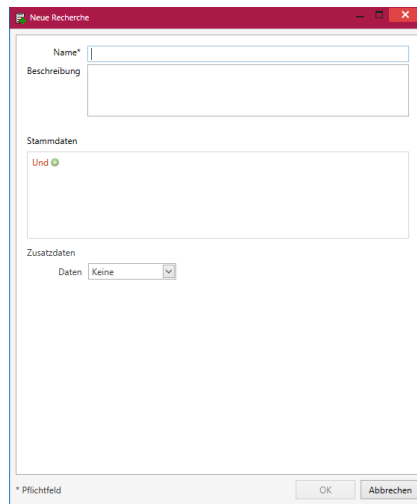 Neue Recherche
Name*
Beschreibung
Stammdaten
Und
Zusatzdaten
Daten Keine
* Pflichtfeld OK Abbrechen